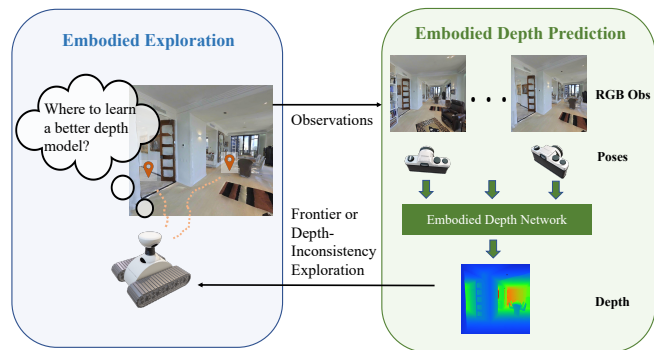 Embodied Exploration
Where to learn
a better depth
model?
Observations
Frontier or
Depth-
Inconsistency
Exploration
Embodied Depth Prediction
RGB Obs
Poses
Embodied Depth Network
Depth